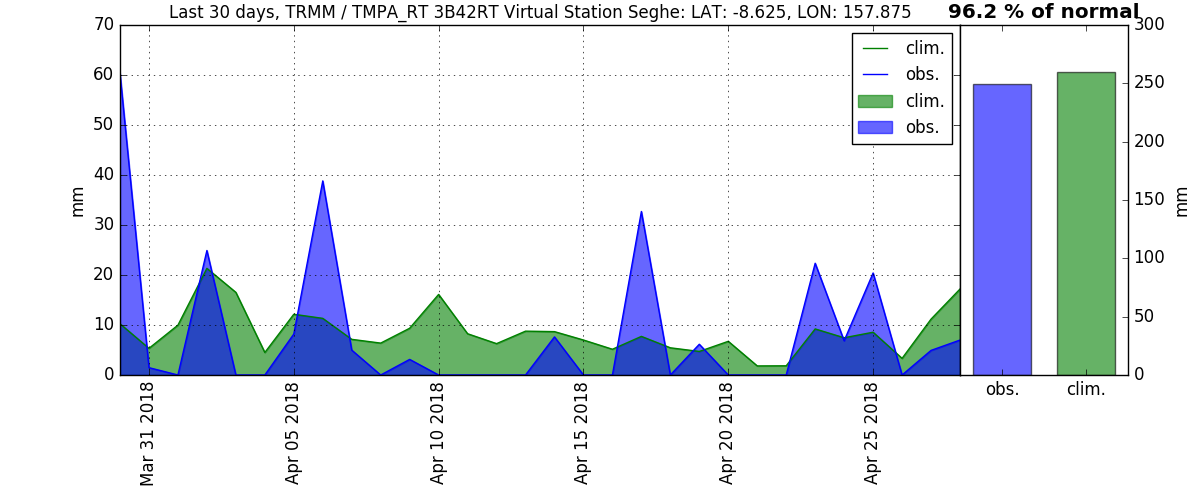 Last 30 days, TRMM / TMPA_RT 3B42RT Virtual Station Seghe: LAT: -8.625, LON: 157.875
96.2 % of normal
70
60
50
40
30
20
10
0
mm
clim.
obs.
clim.
obs.
Mar 31 2018
Apr 05 2018
Apr 10 2018
Apr 15 2018
Apr 20 2018
Apr 25 2018
300
250
200
150
100
50
0
mm
obs.
clim.